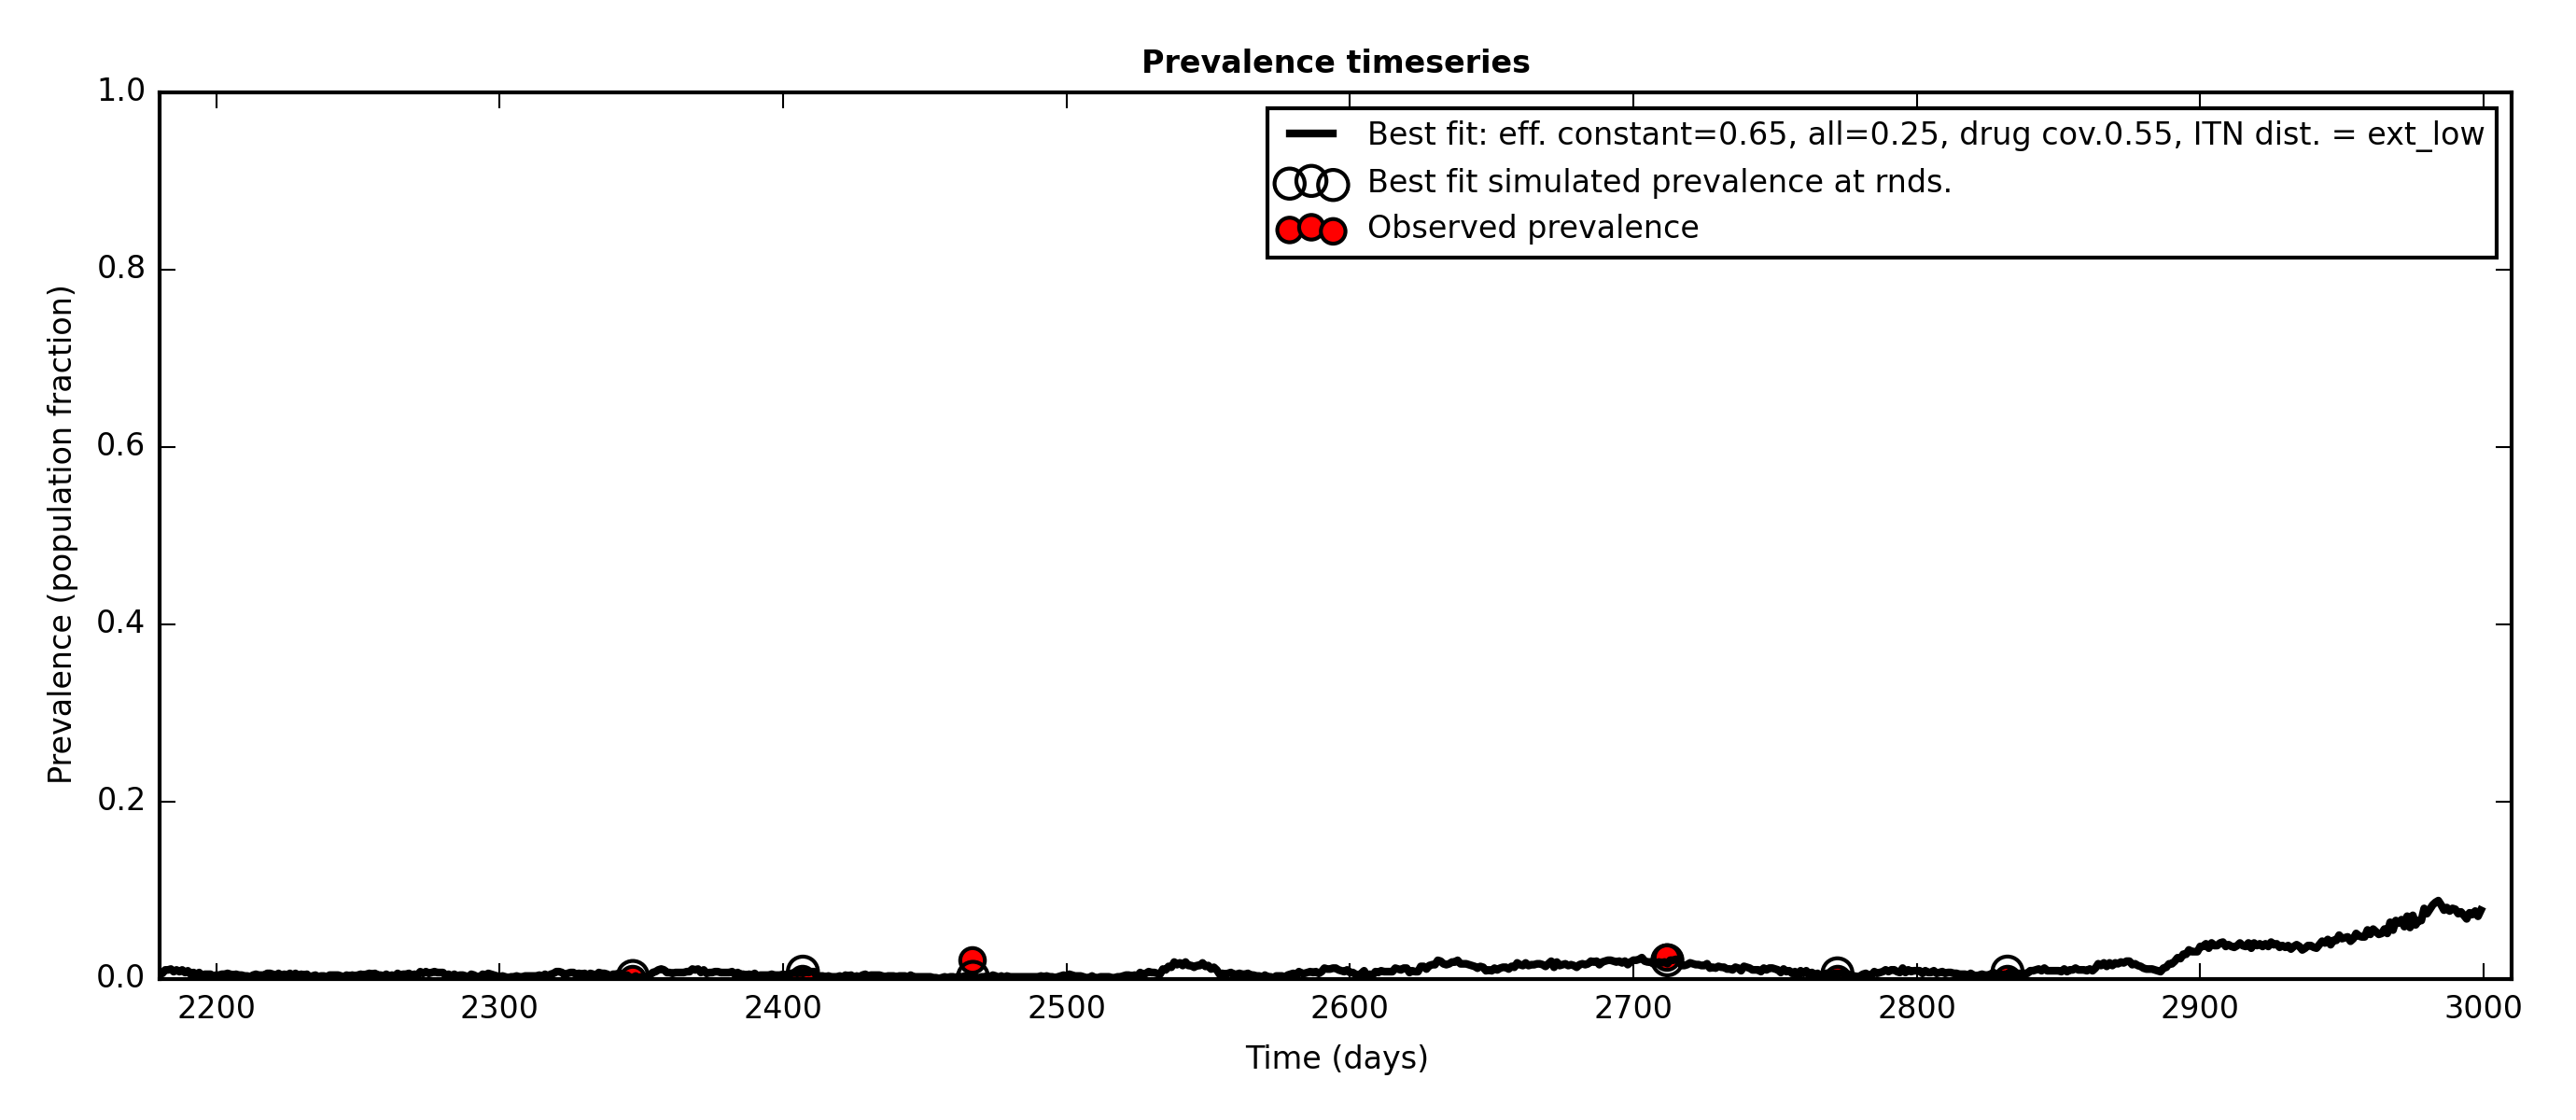 Prevalence timeseries
1.0
0.8
0.6
0.4
0.2
0.0
Prevalence (population fraction)
Best fit: eff. constant=0.65, all=0.25, drug cov.0.55, ITN dist. = ext_low
Best fit simulated prevalence at rnds.
Observed prevalence
2200 2300 2400 2500 2600 2700 2800 2900 3000
Time (days)